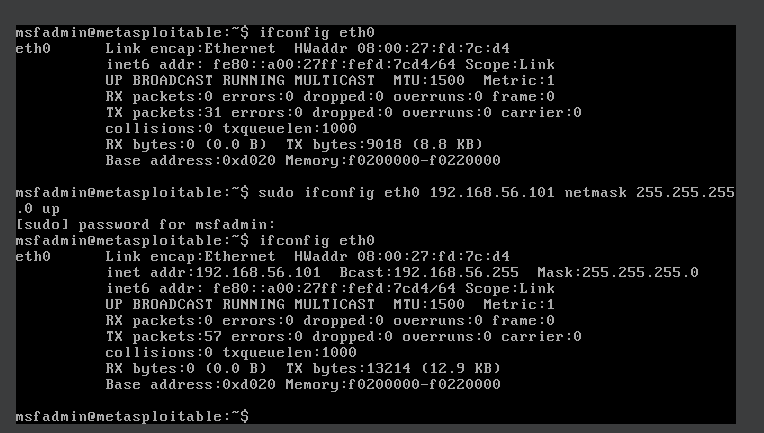 msfadmin@metasploitable:~$ ifconfig eth0
eth0      Link encap:Ethernet  HWaddr 08:00:27:fd:7c:d4
          inet6 addr: fe80::a00:27ff:fefd:7cd4/64 Scope:Link
          UP BROADCAST RUNNING MULTICAST  MTU:1500  Metric:1
          RX packets:0 errors:0 dropped:0 overruns:0 frame:0
          TX packets:31 errors:0 dropped:0 overruns:0 carrier:0
          collisions:0 txqueuelen:1000
          RX bytes:0 (0.0 B)  TX bytes:9018 (8.8 KB)
          Base address:0xd020 Memory:f0200000-f0220000

msfadmin@metasploitable:~$ sudo ifconfig eth0 192.168.56.101 netmask 255.255.255
.0 up
[sudo] password for msfadmin:
msfadmin@metasploitable:~$ ifconfig eth0
eth0      Link encap:Ethernet  HWaddr 08:00:27:fd:7c:d4
          inet addr:192.168.56.101  Bcast:192.168.56.255  Mask:255.255.255.0
          inet6 addr: fe80::a00:27ff:fefd:7cd4/64 Scope:Link
          UP BROADCAST RUNNING MULTICAST  MTU:1500  Metric:1
          RX packets:0 errors:0 dropped:0 overruns:0 frame:0
          TX packets:57 errors:0 dropped:0 overruns:0 carrier:0
          collisions:0 txqueuelen:1000
          RX bytes:0 (0.0 B)  TX bytes:13214 (12.9 KB)
          Base address:0xd020 Memory:f0200000-f0220000

msfadmin@metasploitable:~$